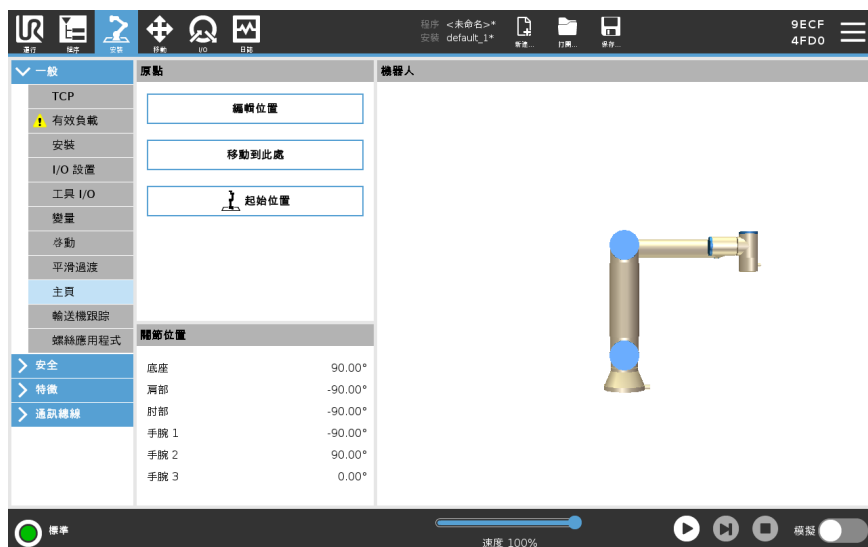 UR
運行
程序
安裝
移動
I/O
日誌
程序 <未命名>*
安裝 default_1*
新建...
打開...
保存...
9ECF
4FD0
一般
TCP
有效負載
安裝
I/O 設置
工具 I/O
變量
啓動
平滑過渡
主頁
輸送機跟踪
螺絲應用程式
安全
特徵
通訊總線
原點
編輯位置
移動到此處
起始位置
關節位置
底座 90.00°
肩部 -90.00°
肘部 -90.00°
手腕 1 -90.00°
手腕 2 90.00°
手腕 3 0.00°
機器人
標準
速度 100%
模擬